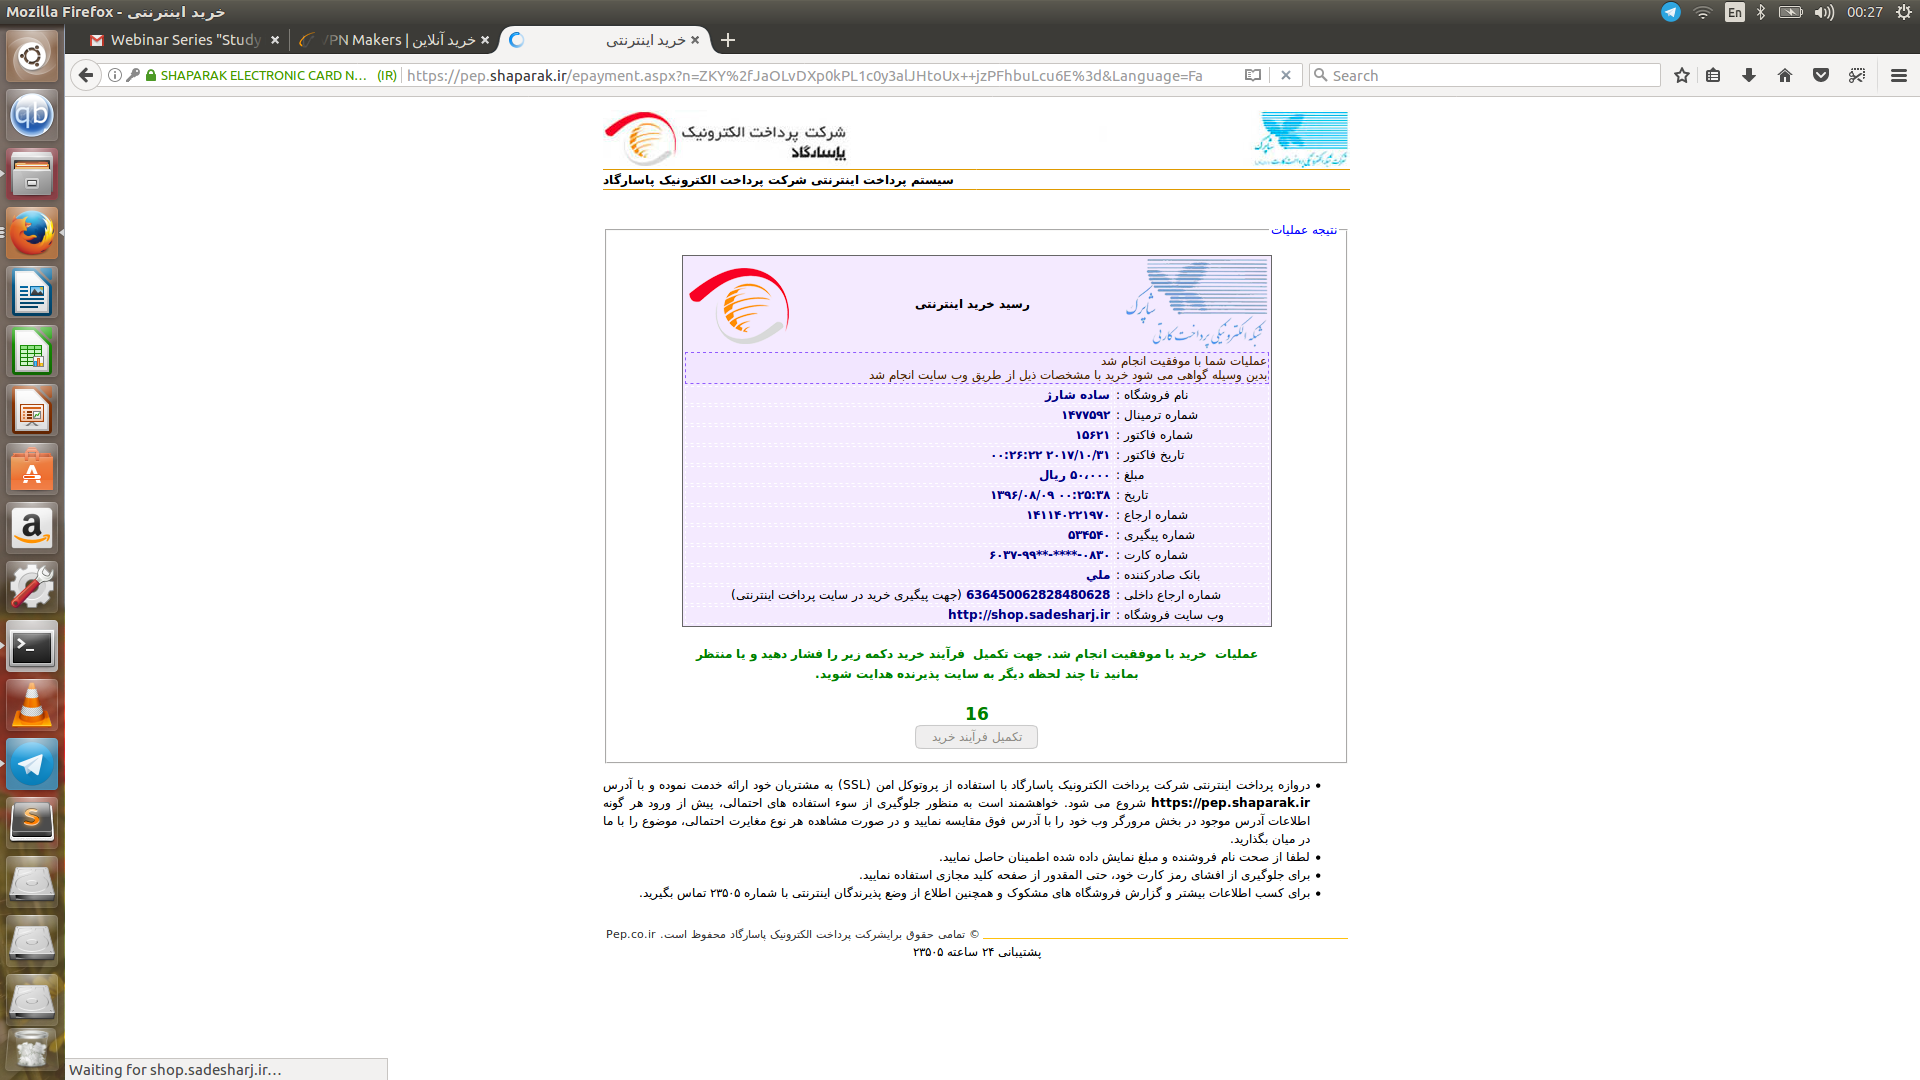 Mozilla Firefox - خرید اینترنتی
En
00:27
Webinar Series "Study
VPN Makers | خرید آنلاین
خرید اینترنتی
SHAPARAK ELECTRONIC CARD N... (IR)
https://pep.shaparak.ir/epayment.aspx?n=ZKY%2fJaOLvDXp0kPL1c0y3alJHtoUx++jzPFhbuLcu6E%3d&Language=Fa
Search
شرکت پرداخت الکترونیک
پاسارگاد
سیستم پرداخت اینترنتی شرکت پرداخت الکترونیک پاسارگاد
نتیجه عملیات
شاپرک
شبکه الکترونیکی پرداخت کارتی
رسید خرید اینترنتی
عملیات شما با موفقیت انجام شد
بدین وسیله گواهی می شود خرید با مشخصات ذیل از طریق وب سایت انجام شد
نام فروشگاه : ساده شارژ
شماره ترمینال : ۱۴۷۷۵۹۲
شماره فاکتور : ۱۵۶۲۱
تاریخ فاکتور : ۲۰۱۷/۱۰/۳۱ ۰۰:۲۶:۲۲
مبلغ : ۵۰،۰۰۰ ریال
تاریخ : ۰۰:۲۵:۳۸ ۱۳۹۶/۰۸/۰۹
شماره ارجاع : ۱۴۱۱۴۰۲۲۱۹۷۰
شماره پیگیری : ۵۳۴۵۴۰
شماره کارت : ۶۰۳۷-۹۹**-****-۰۸۳۰
بانک صادرکننده : ملي
شماره ارجاع داخلی : 636450062828480628 (جهت پیگیری خرید در سایت پرداخت اینترنتی)
وب سایت فروشگاه : http://shop.sadesharj.ir
عملیات خرید با موفقیت انجام شد. جهت تکمیل فرآیند خرید دکمه زیر را فشار دهید و یا منتظر
بمانید تا چند لحظه دیگر به سایت پذیرنده هدایت شوید.
16
تکمیل فرآیند خرید
• دروازه پرداخت اینترنتی شرکت پرداخت الکترونیک پاسارگاد با استفاده از پروتوکل امن (SSL) به مشتریان خود ارائه خدمت نموده و با آدرس
https://pep.shaparak.ir شروع می شود. خواهشمند است به منظور جلوگیری از سوء استفاده های احتمالی، پیش از ورود هر گونه
اطلاعات آدرس موجود در بخش مرورگر وب خود را با آدرس فوق مقایسه نمایید و در صورت مشاهده هر نوع مغایرت احتمالی، موضوع را با ما
در میان بگذارید.
• لطفا از صحت نام فروشنده و مبلغ نمایش داده شده اطمینان حاصل نمایید.
• برای جلوگیری از افشای رمز کارت خود، حتی المقدور از صفحه کلید مجازی استفاده نمایید.
• برای کسب اطلاعات بیشتر و گزارش فروشگاه های مشکوک و همچنین اطلاع از وضع پذیرندگان اینترنتی با شماره ۲۳۵۰۵ تماس بگیرید.
© تمامی حقوق برایشرکت پرداخت الکترونیک پاسارگاد محفوظ است. Pep.co.ir
پشتیبانی ۲۴ ساعته ۲۳۵۰۵
Waiting for shop.sadesharj.ir…